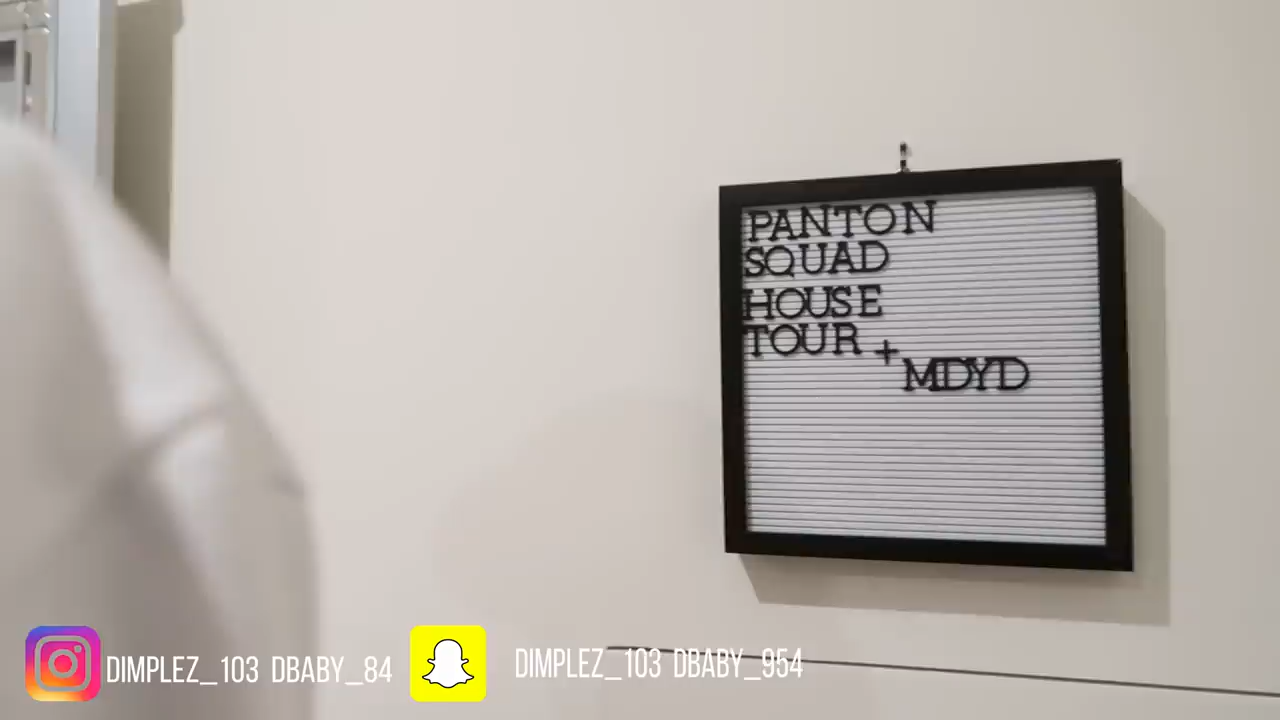 PANTON
SQUAD
HOUSE
TOUR +
MDYD
DIMPLEZ_103 DBABY_84
DIMPLEZ_103 DBABY_954